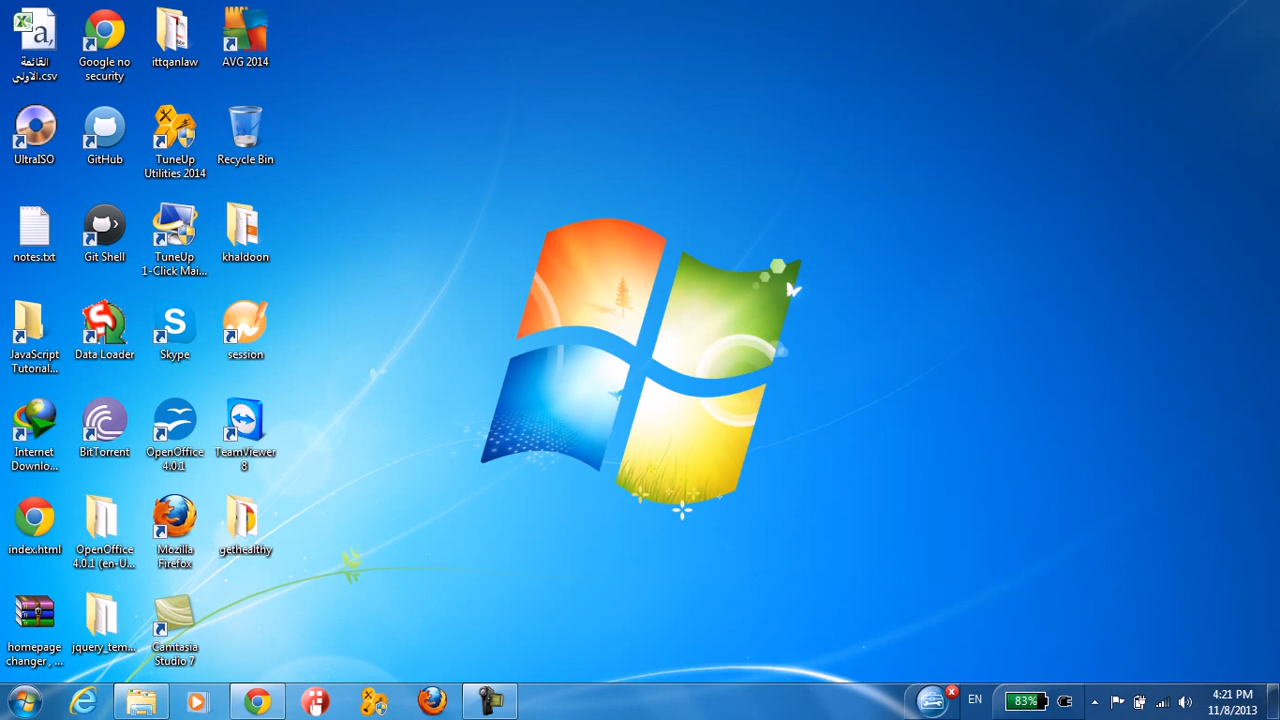 القائمة
الاونى.csv
Google no
security
ittqanlaw
AVG 2014
UltraISO
GitHub
TuneUp
Utilities 2014
Recycle Bin
notes.txt
Git Shell
TuneUp
1-Click Mai...
khaldoon
JavaScript
Tutorial...
Data Loader
Skype
session
Internet
Downlo...
BitTorrent
OpenOffice
4.0.1
TeamViewer
8
index.html
OpenOffice
4.0.1 (en-U...
Mozilla
Firefox
gethealthy
homepage
changer , ...
jquery_tem...
Camtasia
Studio 7
EN
83%
4:21 PM
11/8/2013